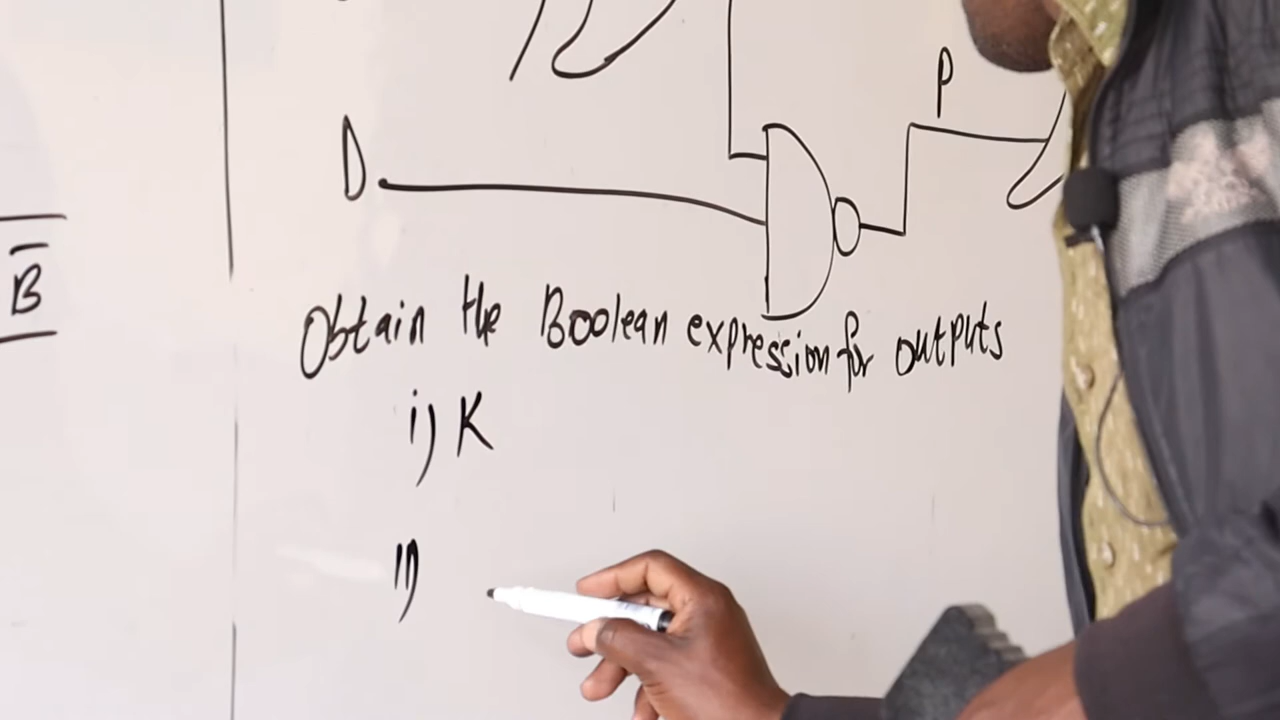 P
D
B̅
Obtain the Boolean expression for outputs
i) K
ii)